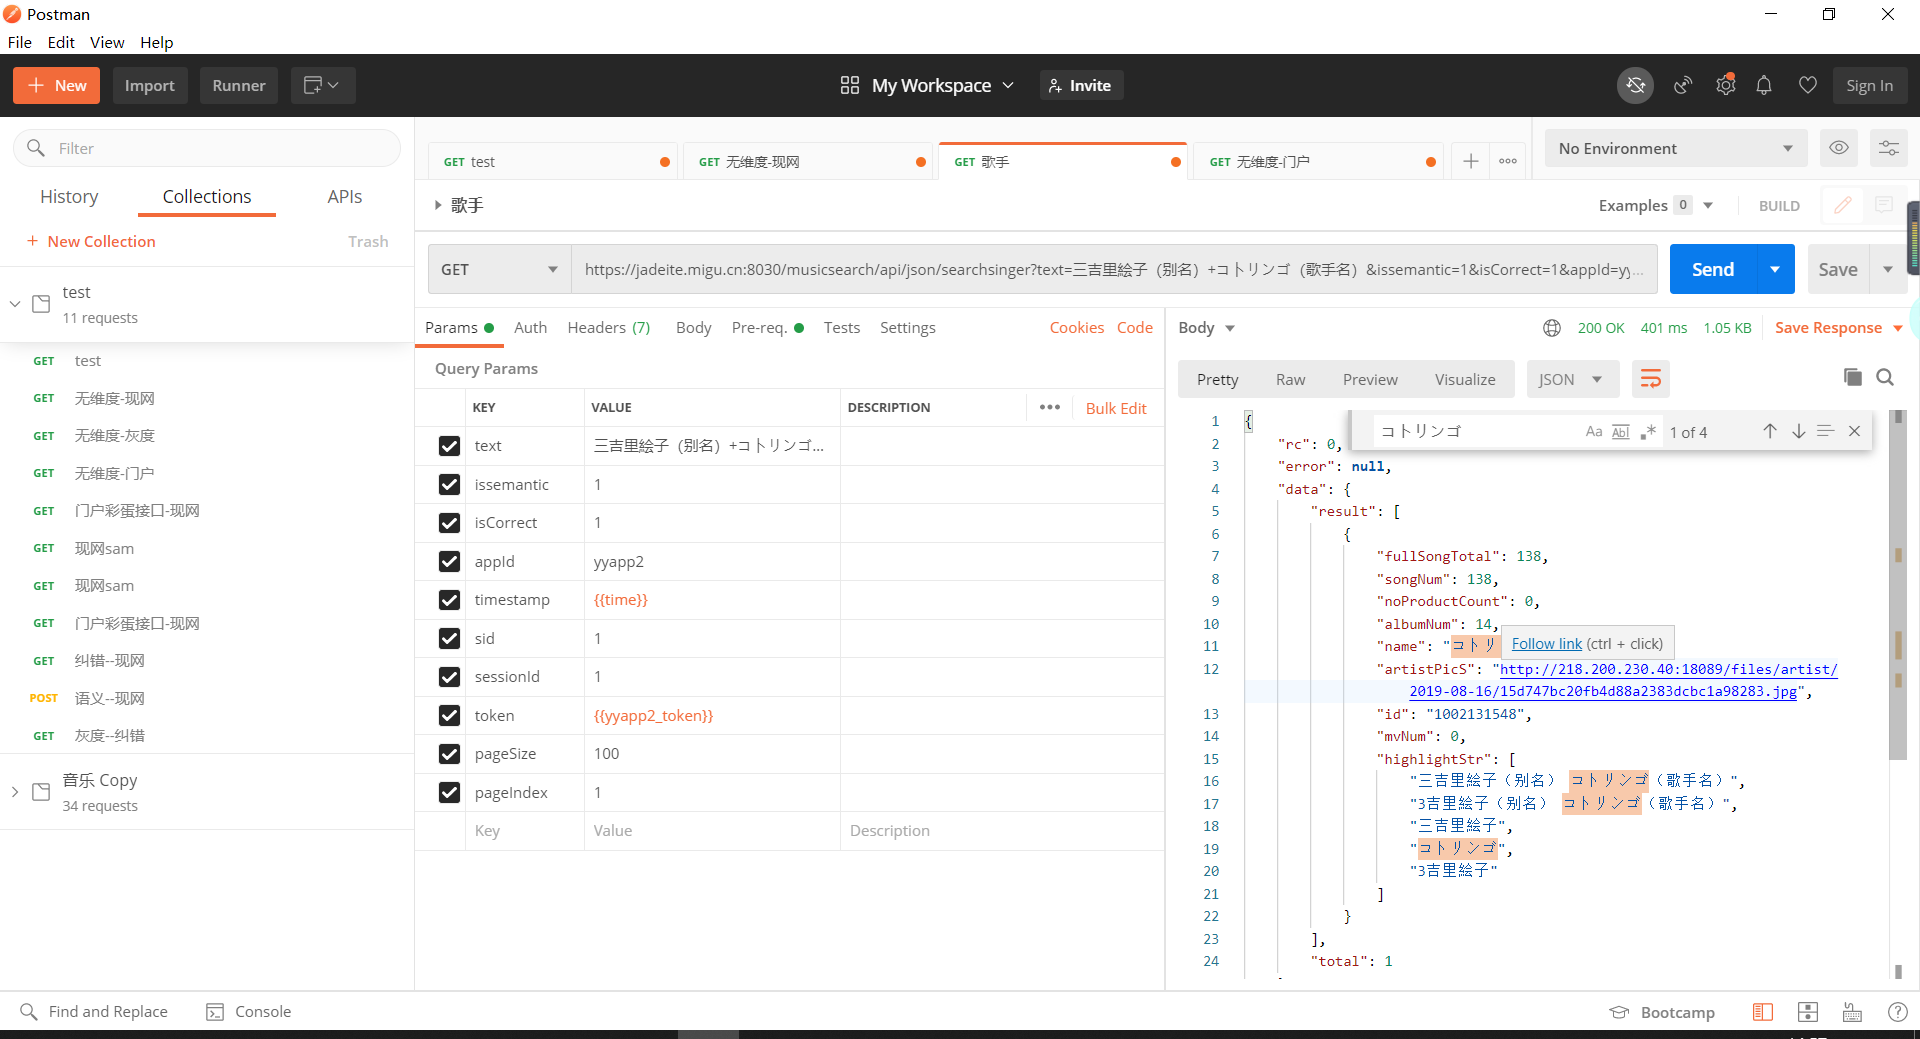 Postman
File Edit View Help
New Import Runner My Workspace Invite Sign In
Filter
History Collections APIs
+ New Collection Trash
test
11 requests
GET test
GET 无维度-现网
GET 无维度-灰度
GET 无维度-门户
GET 门户彩蛋接口-现网
GET 现网sam
GET 现网sam
GET 门户彩蛋接口-现网
GET 纠错--现网
POST 语义--现网
GET 灰度--纠错
音乐 Copy
34 requests
GET test GET 无维度-现网 GET 歌手 GET 无维度-门户
No Environment
歌手
Examples 0 BUILD
GET https://jadeite.migu.cn:8030/musicsearch/api/json/searchsinger?text=三吉里絵子（别名）+コトリンゴ（歌手名）&issemantic=1&isCorrect=1&appId=yy...
Send Save
Params Auth Headers (7) Body Pre-req. Tests Settings Cookies Code
Query Params
KEY VALUE DESCRIPTION Bulk Edit
text 三吉里絵子（别名）+コトリンゴ...
issemantic 1
isCorrect 1
appId yyapp2
timestamp {{time}}
sid 1
sessionId 1
token {{yyapp2_token}}
pageSize 100
pageIndex 1
Key Value Description
Body 200 OK 401 ms 1.05 KB Save Response
Pretty Raw Preview Visualize JSON
コトリンゴ Aa Abl 1 of 4
1 {
2 "rc": 0,
3 "error": null,
4 "data": {
5 "result": [
6 {
7 "fullSongTotal": 138,
8 "songNum": 138,
9 "noProductCount": 0,
10 "albumNum": 14,
11 "name": "コトリ
Follow link (ctrl + click)
12 "artistPicS": "http://218.200.230.40:18089/files/artist/
2019-08-16/15d747bc20fb4d88a2383dcbc1a98283.jpg",
13 "id": "1002131548",
14 "mvNum": 0,
15 "highlightStr": [
16 "三吉里絵子（别名） コトリンゴ（歌手名）",
17 "3吉里絵子（别名） コトリンゴ（歌手名）",
18 "三吉里絵子",
19 "コトリンゴ",
20 "3吉里絵子"
21 ]
22 }
23 ],
24 "total": 1
Find and Replace Console Bootcamp